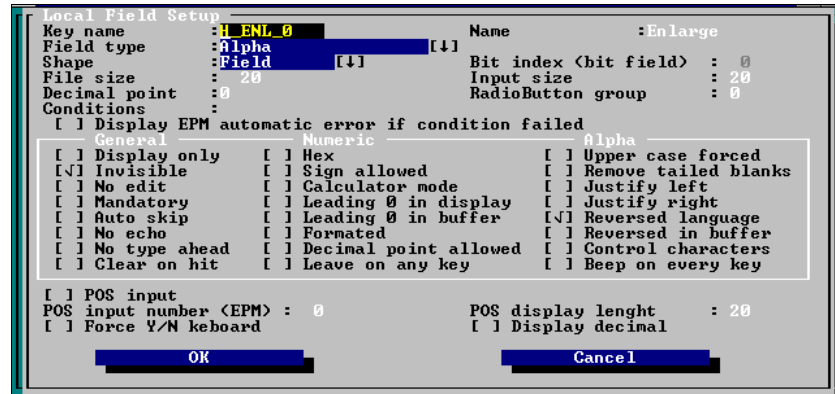 Local Field Setup
Key name :H_ENL_0 Name :Enlarge
Field type :Alpha [↓]
Shape :Field [↓] Bit index (bit field) : 0
File size : 20 Input size : 20
Decimal point :0 RadioButton group : 0
Conditions :
[ ] Display EPM automatic error if condition failed
General Numeric Alpha
[ ] Display only [ ] Hex [ ] Upper case forced
[√] Invisible [ ] Sign allowed [ ] Remove tailed blanks
[ ] No edit [ ] Calculator mode [ ] Justify left
[ ] Mandatory [ ] Leading 0 in display [ ] Justify right
[ ] Auto skip [ ] Leading 0 in buffer [√] Reversed language
[ ] No echo [ ] Formated [ ] Reversed in buffer
[ ] No type ahead [ ] Decimal point allowed [ ] Control characters
[ ] Clear on hit [ ] Leave on any key [ ] Beep on every key
[ ] POS input
POS input number (EPM) : 0 POS display lenght : 20
[ ] Force Y/N keboard [ ] Display decimal
OK Cancel